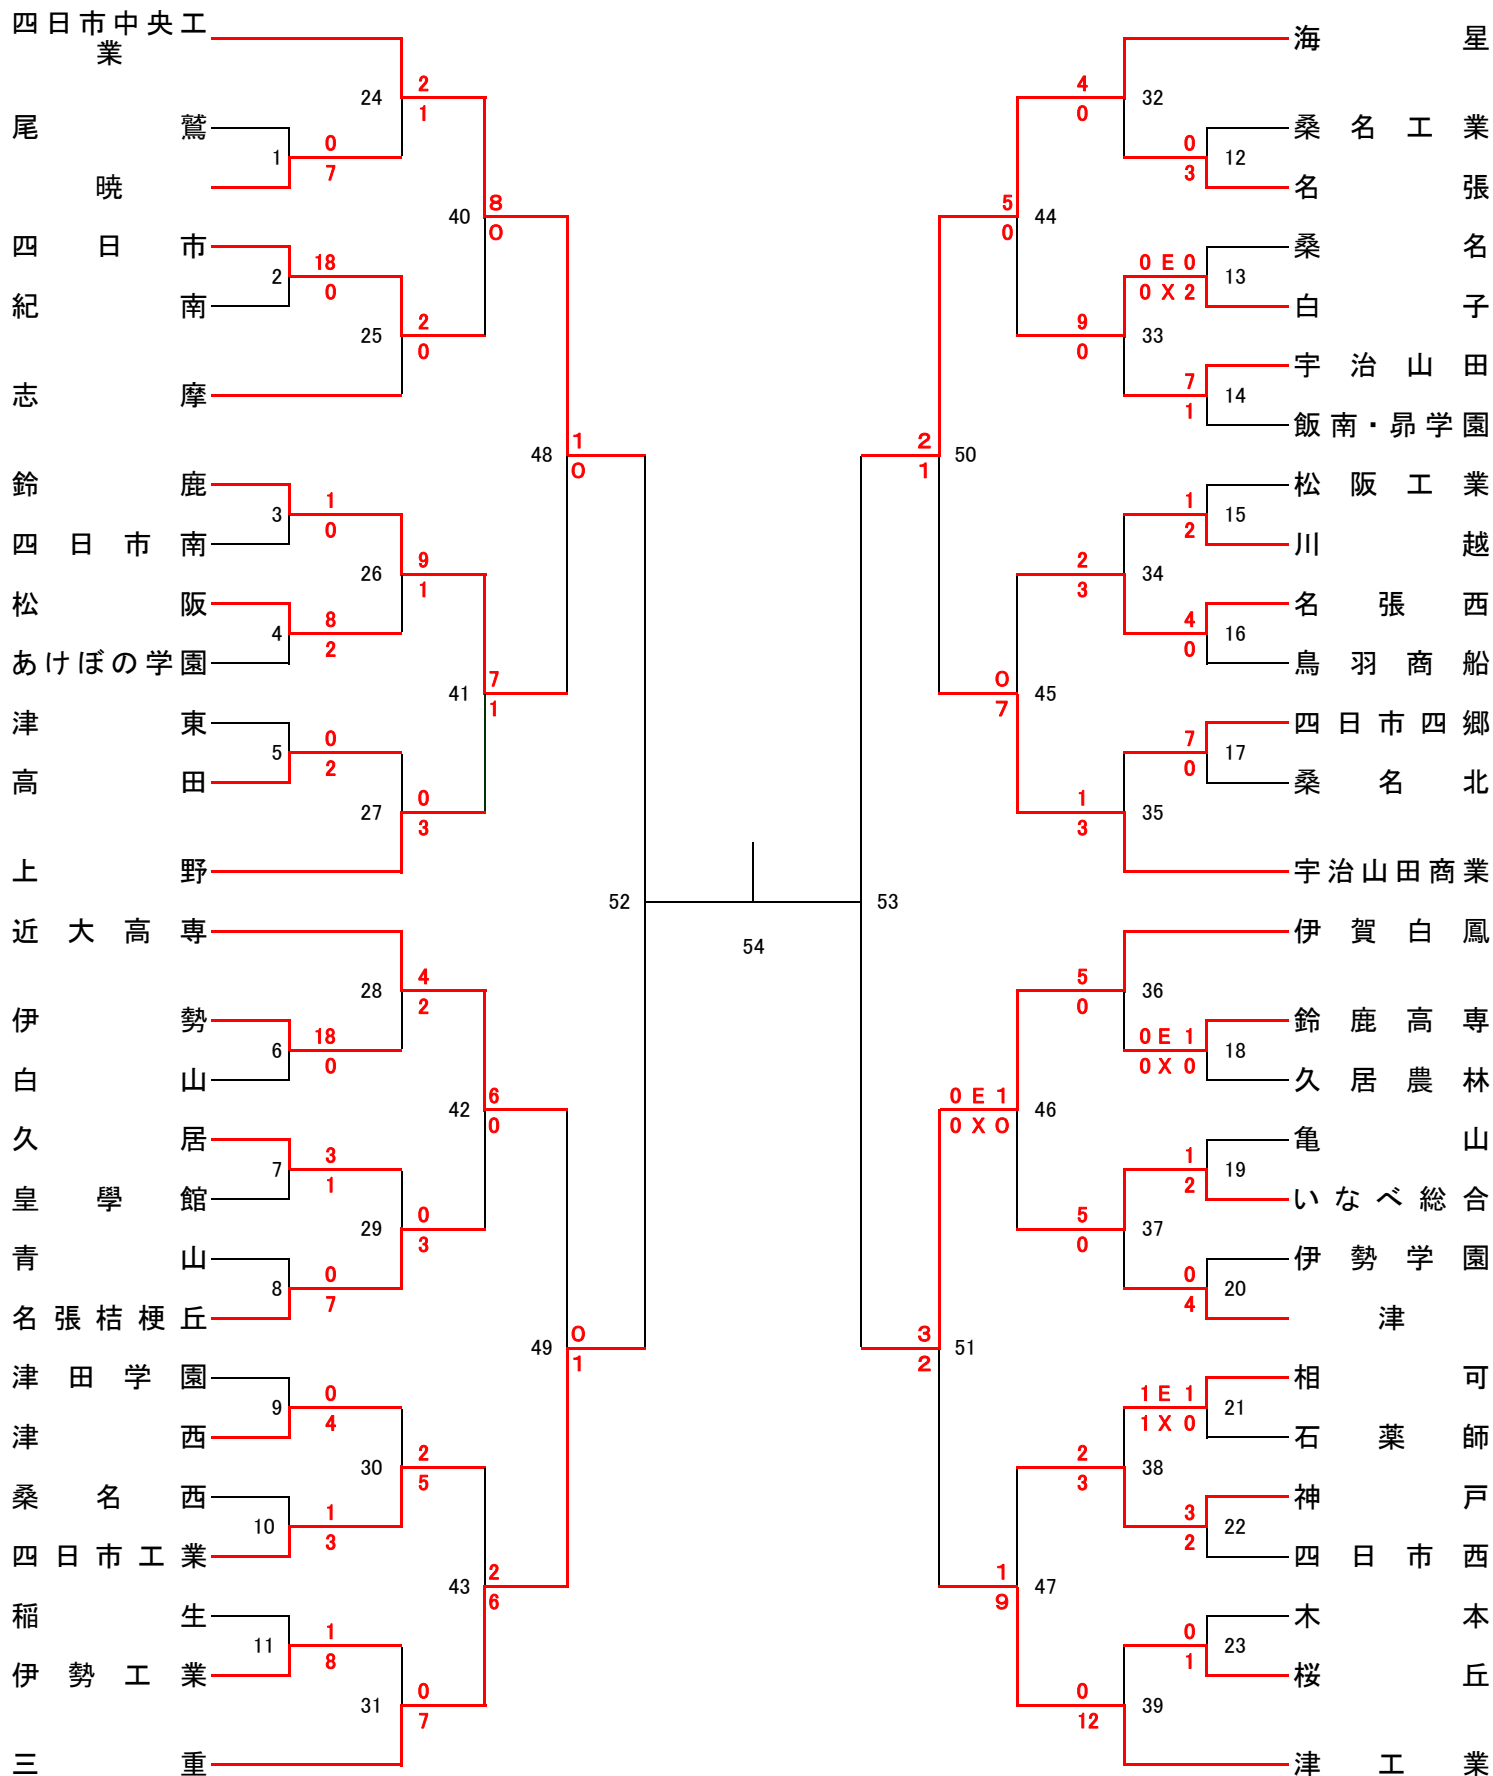 四日市中央工
業
24
2
1
尾鷲
1
0
7
暁
40
8
0
四日市
2
18
0
紀南
25
2
0
志摩
48
1
0
鈴鹿
3
1
0
四日市南
26
9
1
松阪
4
8
2
あけぼの学園
41
7
1
津東
5
0
2
高田
27
0
3
上野
52
近大高専
28
4
2
伊勢
6
18
0
白山
42
6
0
久居
7
3
1
皇學館
29
0
3
青山
8
0
7
名張桔梗丘
49
0
1
津田学園
9
0
4
津西
30
2
5
桑名西
10
1
3
四日市工業
43
2
6
稲生
11
1
8
伊勢工業
31
0
7
三重
54
53
海星
4
0
32
桑名工業
0
3
12
名張
5
0
44
桑名
0 E 0
0 X 2
13
白子
9
0
33
宇治山田
7
1
14
飯南・昴学園
2
1
50
松阪工業
1
2
15
川越
2
3
34
名張西
4
0
16
鳥羽商船
0
7
45
四日市四郷
7
0
17
桑名北
1
3
35
宇治山田商業
伊賀白鳳
5
0
36
鈴鹿高専
0 E 1
0 X 0
18
久居農林
0 E 1
0 X 0
46
亀山
1
2
19
いなべ総合
5
0
37
伊勢学園
0
4
20
津
3
2
51
相可
1 E 1
1 X 0
21
石薬師
2
3
38
神戸
3
2
22
四日市西
1
9
47
木本
0
1
23
桜丘
0
12
39
津工業